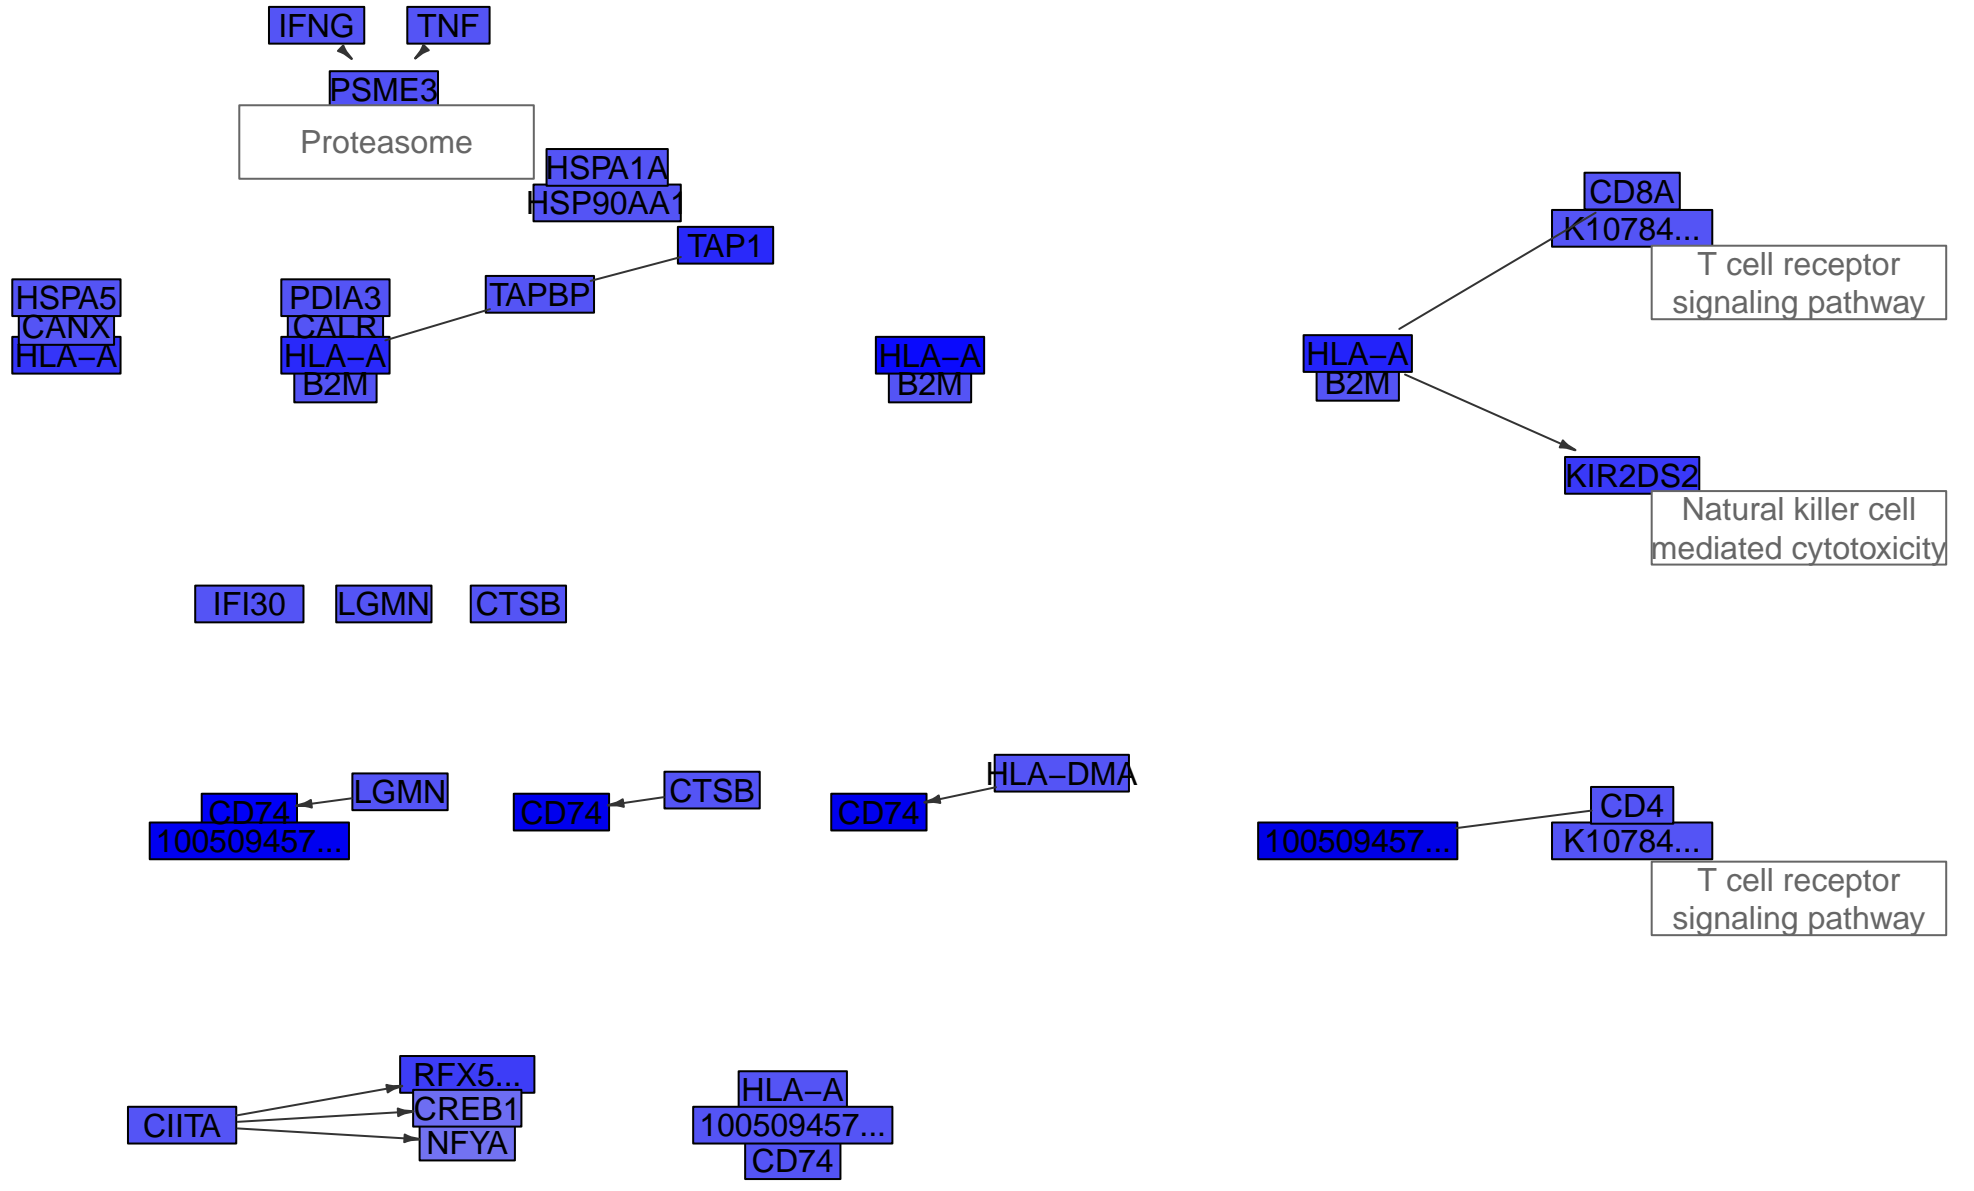 IFNG
TNF
PSME3
Proteasome
HSPA1A
HSP90AA1
TAP1
TAPBP
CD8A
K10784...
T cell receptor
signaling pathway
HSPA5
CANX
HLA−A
PDIA3
CALR
HLA−A
B2M
HLA−A
B2M
HLA−A
B2M
KIR2DS2
Natural killer cell
mediated cytotoxicity
IFI30
LGMN
CTSB
LGMN
CD74
100509457...
CTSB
CD74
HLA−DMA
CD74
CD4
100509457...
K10784...
T cell receptor
signaling pathway
RFX5...
CREB1
NFYA
CIITA
HLA−A
100509457...
CD74